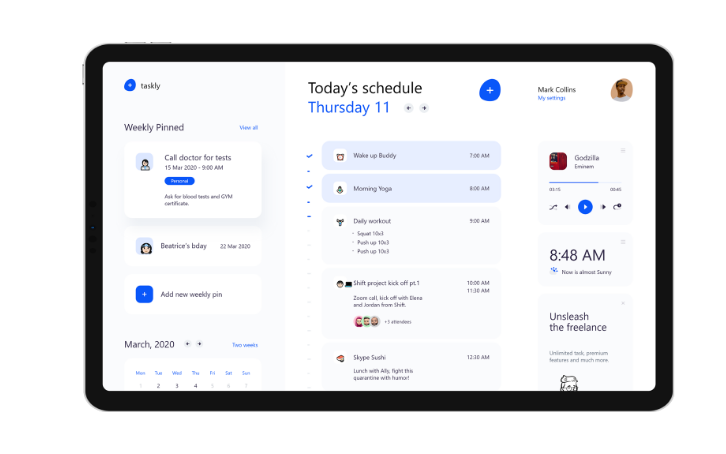 taskly
Weekly Pinned
View all
Call doctor for tests
15 Mar 2020 - 9:00 AM
Personal
Ask for blood tests and GYM
certificate.
Beatrice's bday
22 Mar 2020
Add new weekly pin
March, 2020
Two weeks
Mon Tue Wed Thu Fri Sat Sun
1 2 3 4 5 6 7
Today's schedule
Thursday 11
Wake up Buddy
7:00 AM
Morning Yoga
8:00 AM
Daily workout
9:00 AM
- Squat 10x3
- Push up 10x3
- Push up 10x3
Shift project kick off pt.1
10:00 AM
11:30 AM
Zoom call, kick off with Elena
and Jordan from Shift.
+3 attendees
Skype Sushi
12:30 AM
Lunch with Ally, fight this
quarantine with humor!
Mark Collins
My settings
Godzilla
Eminem
03:15
03:65
8:48 AM
Now is almost Sunny
Unsleash
the freelance
Unlimited task, premium
features and much more.